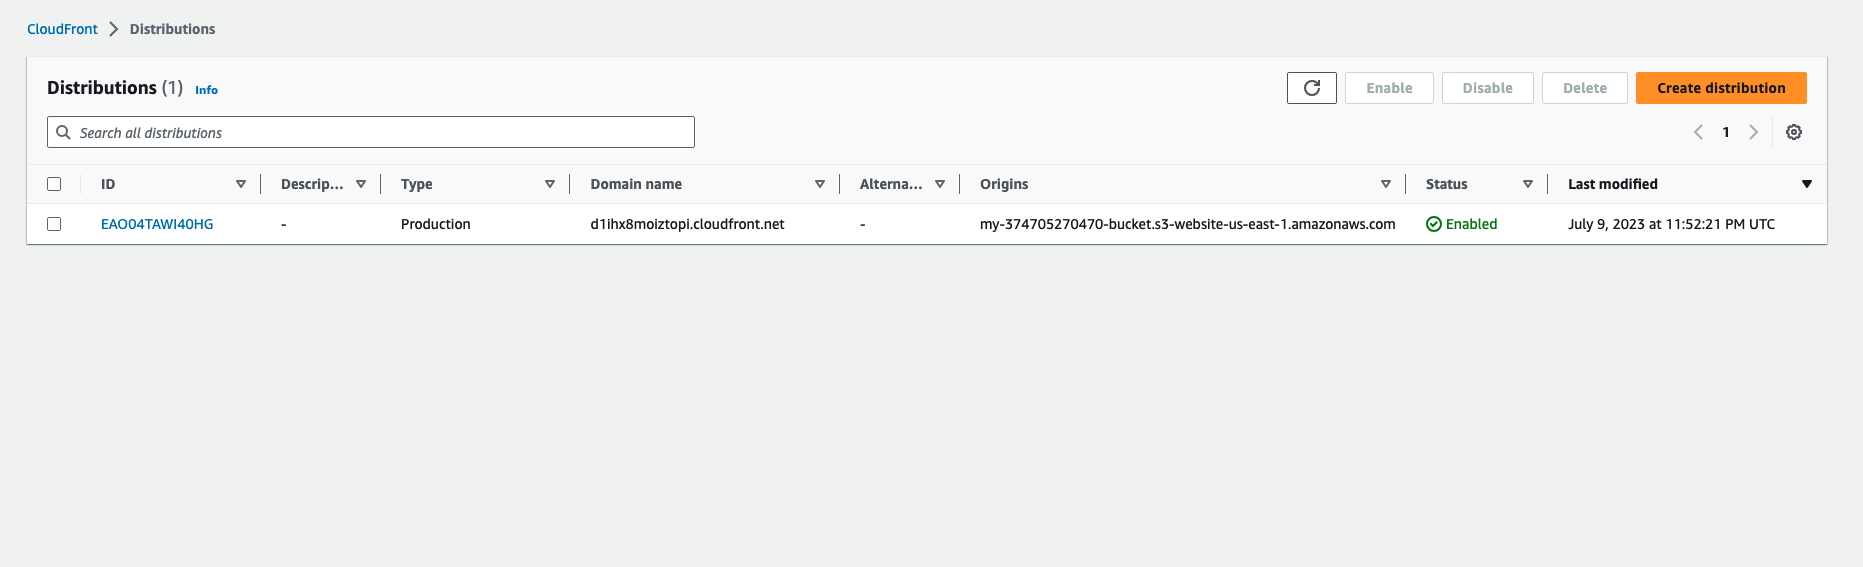 CloudFront Distributions
Distributions (1) Info
Enable Disable Delete Create distribution
Search all distributions
1
ID Descrip... Type Domain name Alterna... Origins Status Last modified
EAO04TAWI40HG - Production d1ihx8moiztopi.cloudfront.net - my-374705270470-bucket.s3-website-us-east-1.amazonaws.com Enabled July 9, 2023 at 11:52:21 PM UTC